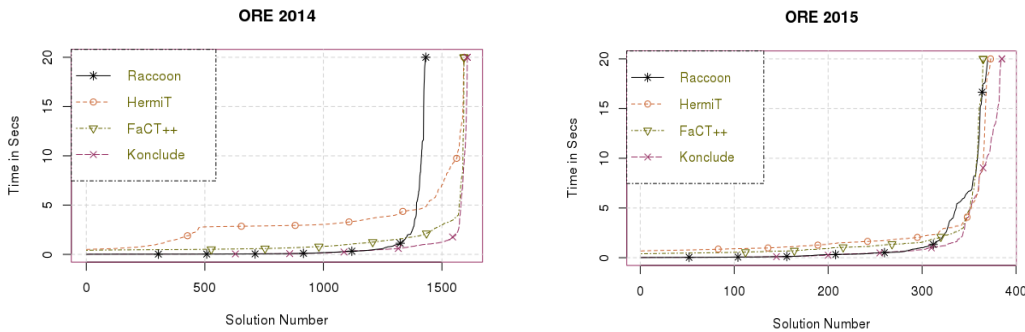 ORE 2014
20
15
10
5
0
Time in Secs
Raccoon
HermiT
FaCT++
Konclude
0
500
1000
1500
Solution Number
ORE 2015
20
15
10
5
0
Time in Secs
Raccoon
HermiT
FaCT++
Konclude
0
100
200
300
400
Solution Number